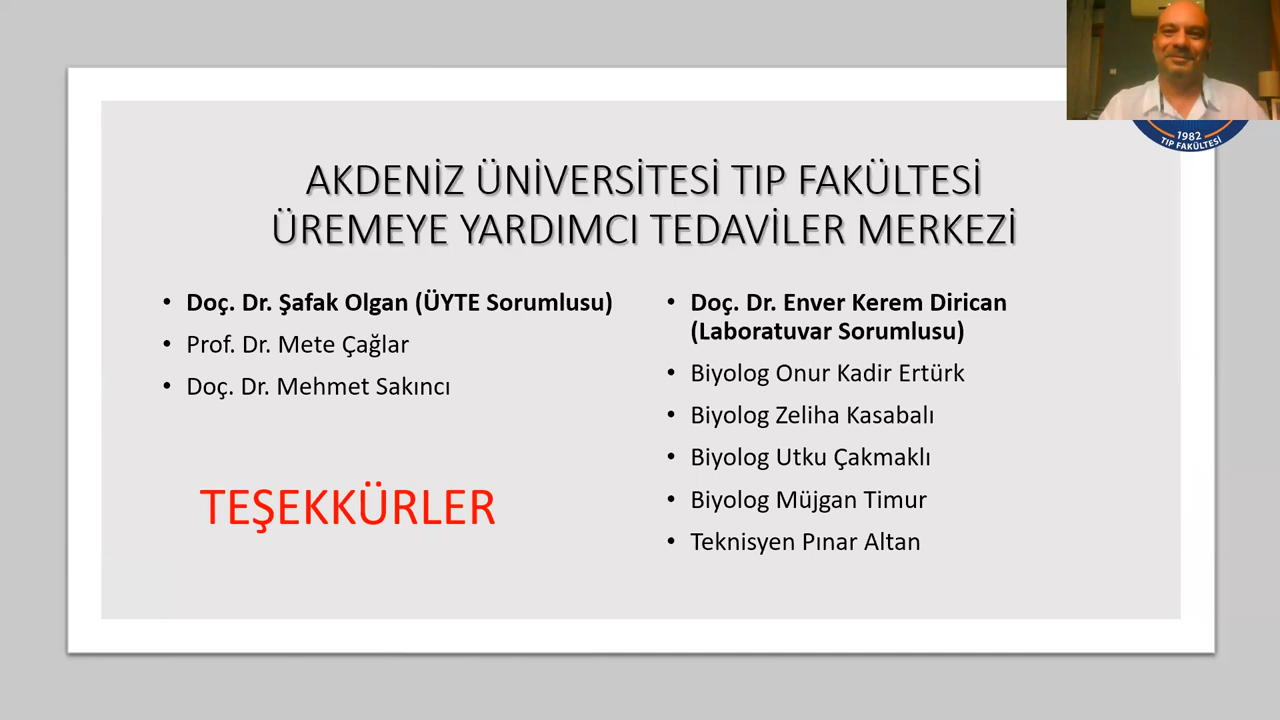 1982
TIP FAKÜLTESİ
AKDENİZ ÜNİVERSİTESİ TIP FAKÜLTESİ
ÜREMEYE YARDIMCI TEDAVİLER MERKEZİ
• Doç. Dr. Şafak Olgan (ÜYTE Sorumlusu)
• Prof. Dr. Mete Çağlar
• Doç. Dr. Mehmet Sakıncı
TEŞEKKÜRLER
• Doç. Dr. Enver Kerem Dirican
(Laboratuvar Sorumlusu)
• Biyolog Onur Kadir Ertürk
• Biyolog Zeliha Kasabalı
• Biyolog Utku Çakmaklı
• Biyolog Müjgan Timur
• Teknisyen Pınar Altan